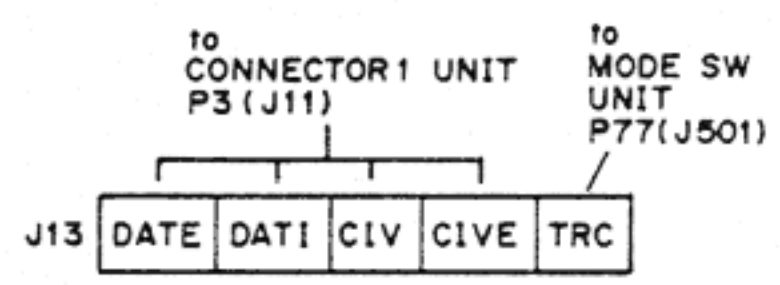 to
CONNECTOR1 UNIT
P3(J11)
to
MODE SW
UNIT
P77(J501)
J13 DATE DATI CIV CIVE TRC